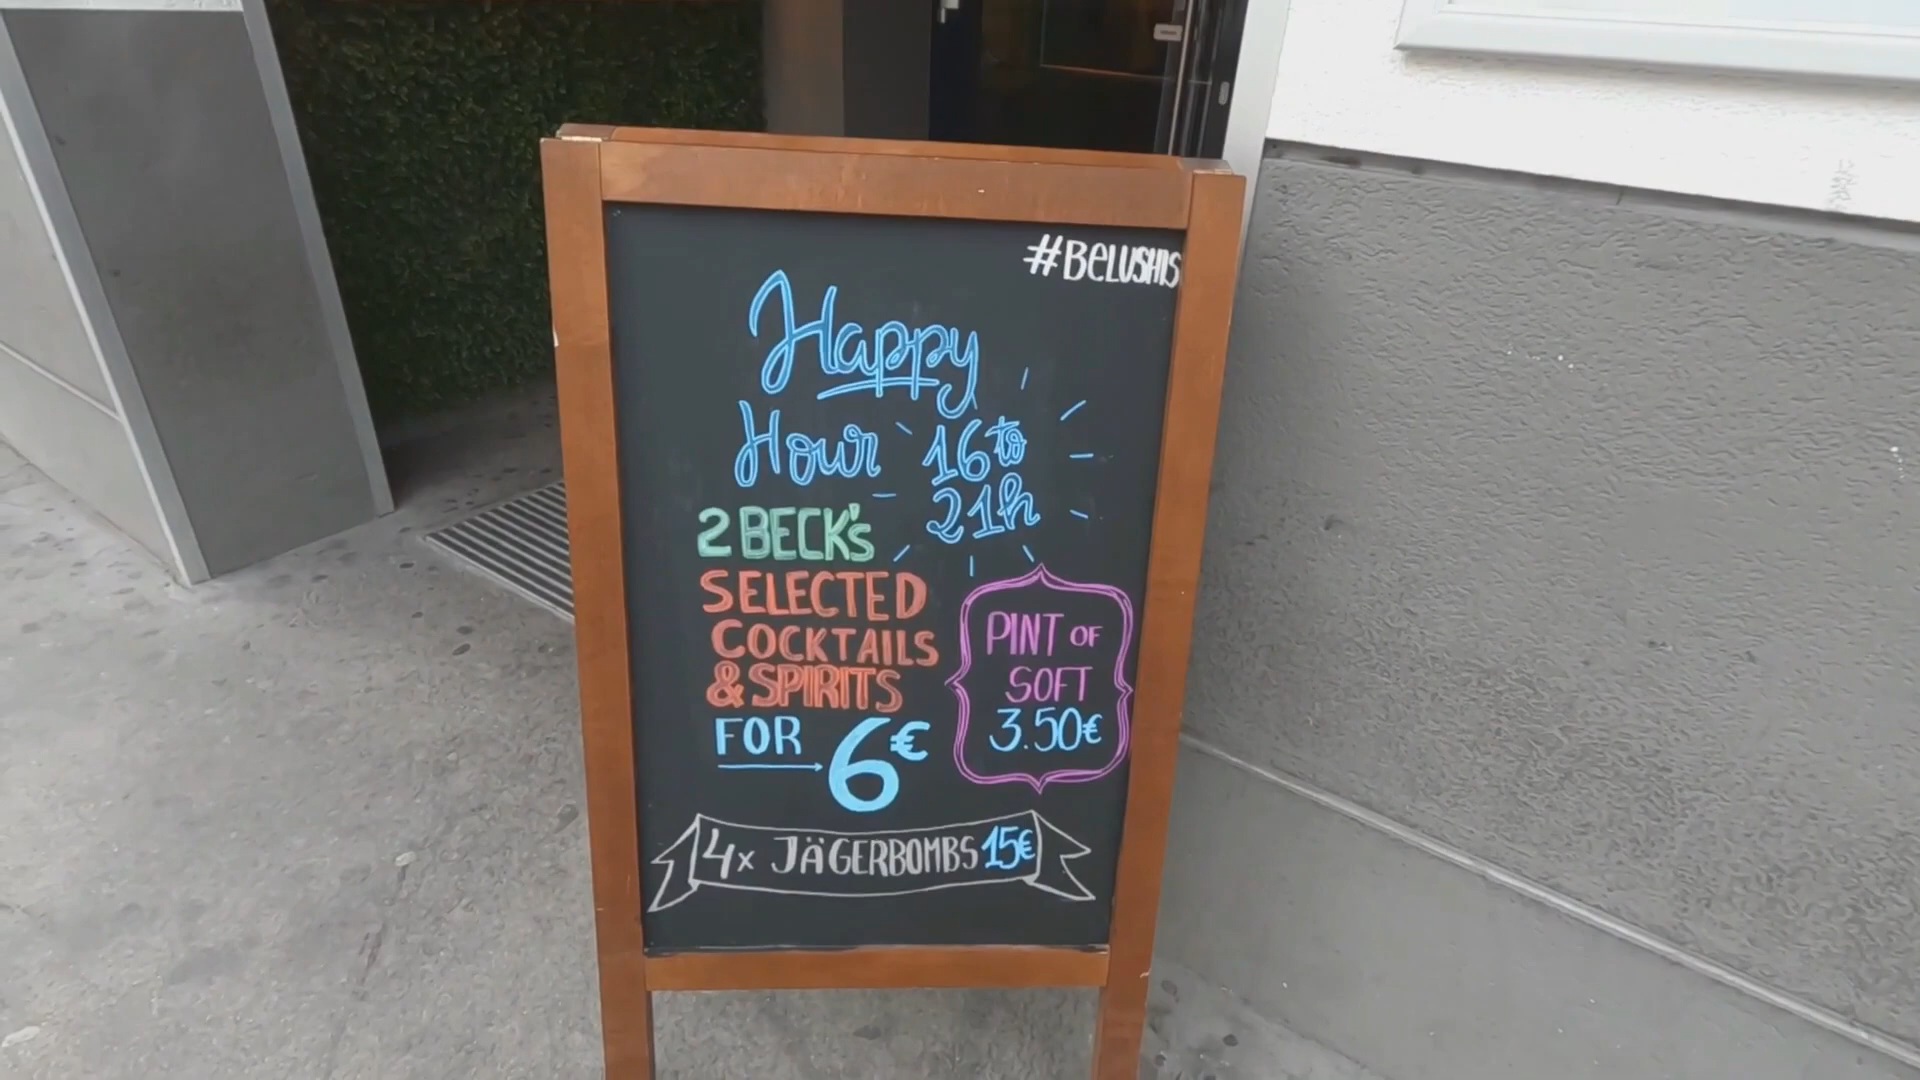 #BELUSHIS
Happy
Hour 16 to
21h
2 BECK's
SELECTED
COCKTAILS
& SPIRITS
FOR 6€
PINT OF
SOFT
3.50€
4x JÄGERBOMBS 15€